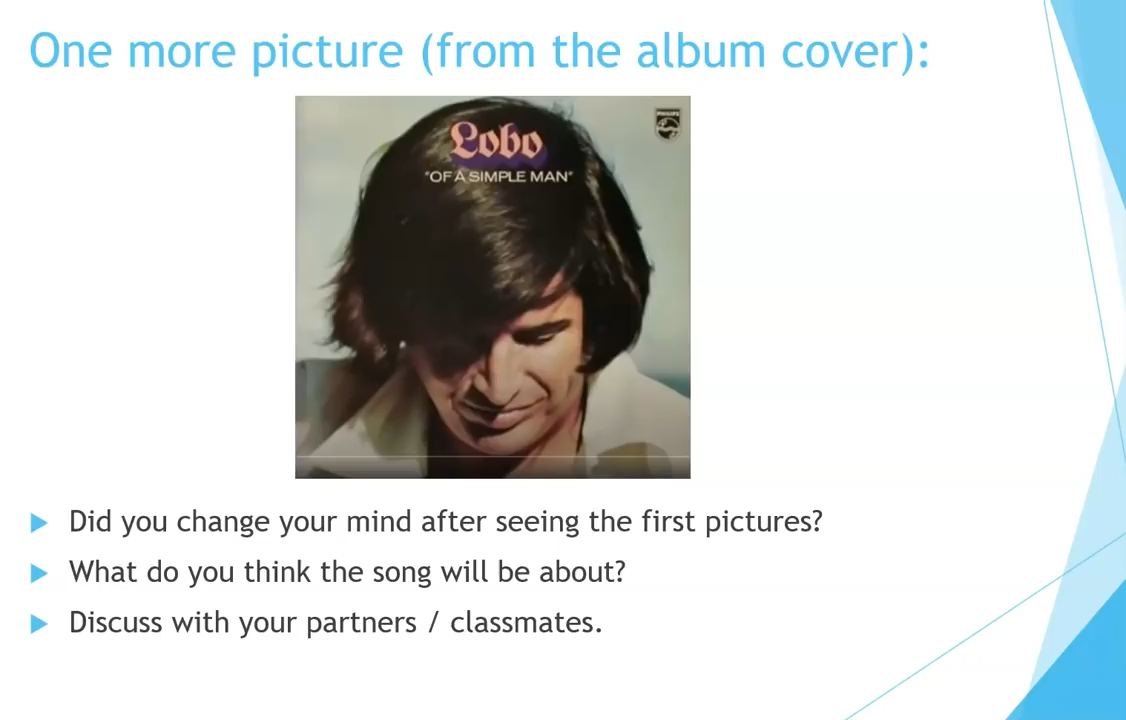 One more picture (from the album cover):
Lobo
"OF A SIMPLE MAN"
PHILIPS
Did you change your mind after seeing the first pictures?
What do you think the song will be about?
Discuss with your partners / classmates.